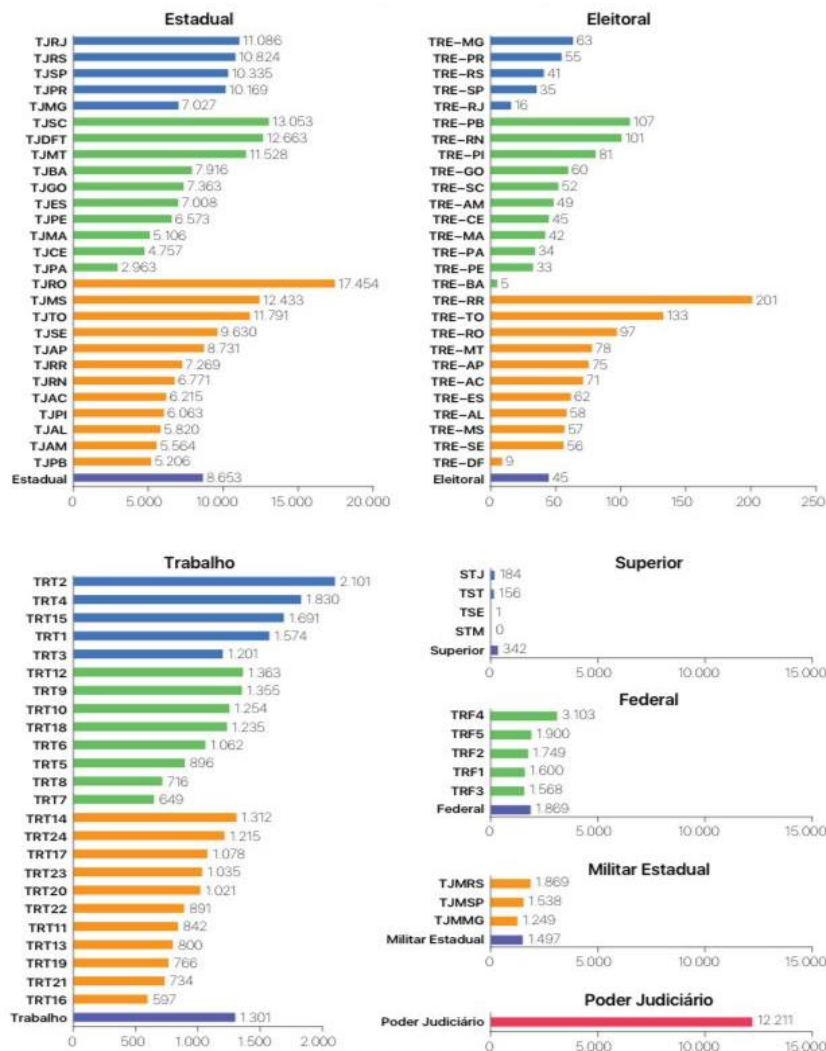 Estadual
TJRJ 11.086
TJRS 10.824
TJSP 10.335
TJPR 10.169
TJMG 7.027
TJSC 13.053
TJDFT 12.663
TJMT 11.528
TJBA 7.916
TJGO 7.363
TJES 7.008
TJPE 6.573
TJMA 5.106
TJCE 4.757
TJPA 2.963
TJRO 17.454
TJMS 12.433
TJTO 11.791
TJSE 9.630
TJAP 8.731
TJRR 7.269
TJRN 6.771
TJAC 6.215
TJPI 6.063
TJAL 5.820
TJAM 5.564
TJPB 5.206
Estadual 8.653
0 5.000 10.000 15.000 20.000
Eleitoral
TRE-MG 63
TRE-PR 55
TRE-RS 41
TRE-SP 35
TRE-RJ 16
TRE-PB 107
TRE-RN 101
TRE-PI 81
TRE-GO 60
TRE-SC 52
TRE-AM 49
TRE-CE 45
TRE-MA 42
TRE-PA 34
TRE-PE 33
TRE-BA 5
TRE-RR 201
TRE-TO 133
TRE-RO 97
TRE-MT 78
TRE-AP 75
TRE-AC 71
TRE-ES 62
TRE-AL 58
TRE-MS 57
TRE-SE 56
TRE-DF 9
Eleitoral 45
0 50 100 150 200 250
Trabalho
TRT2 2.101
TRT4 1.830
TRT15 1.691
TRT1 1.574
TRT3 1.201
TRT12 1.363
TRT9 1.355
TRT10 1.254
TRT18 1.235
TRT6 1.062
TRT5 896
TRT8 716
TRT7 649
TRT14 1.312
TRT24 1.215
TRT17 1.078
TRT23 1.035
TRT20 1.021
TRT22 891
TRT11 842
TRT13 800
TRT19 766
TRT21 734
TRT16 597
Trabalho 1.301
0 500 1.000 1.500 2.000
Superior
STJ 184
TST 156
TSE 1
STM 0
Superior 342
0 5.000 10.000 15.000
Federal
TRF4 3.103
TRF5 1.900
TRF2 1.749
TRF1 1.600
TRF3 1.568
Federal 1.869
0 5.000 10.000 15.000
Militar Estadual
TJMRS 1.869
TJMSP 1.538
TJMMG 1.249
Militar Estadual 1.497
0 5.000 10.000 15.000
Poder Judiciário
Poder Judiciário 12.211
0 5.000 10.000 15.000